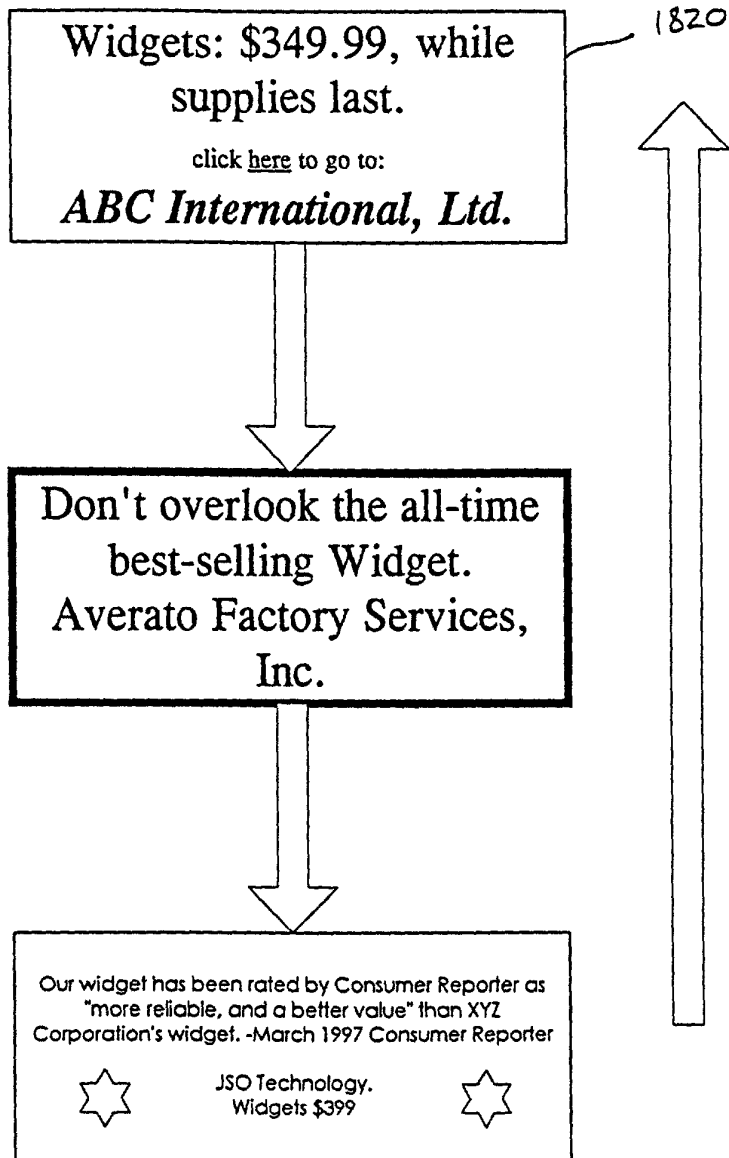 1820
Widgets: $349.99, while
supplies last.
click here to go to:
ABC International, Ltd.
Don't overlook the all-time
best-selling Widget.
Averato Factory Services,
Inc.
Our widget has been rated by Consumer Reporter as
"more reliable, and a better value" than XYZ
Corporation's widget. -March 1997 Consumer Reporter
JSO Technology.
Widgets $399